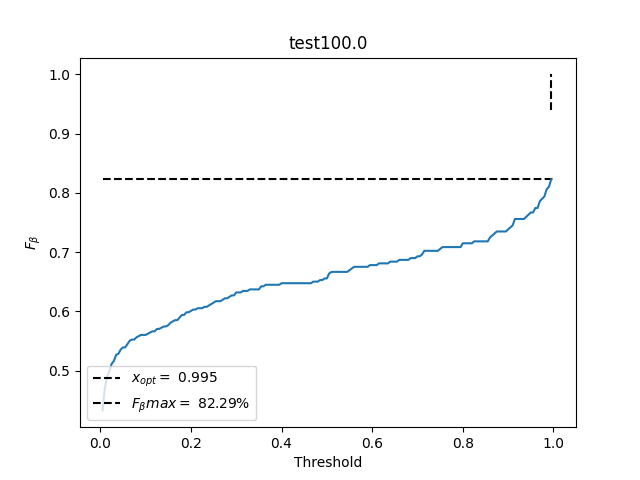 test100.0
1.0
0.9
0.8
0.7
0.6
0.5
F_β
x_opt = 0.995
F_β max = 82.29%
0.0 0.2 0.4 0.6 0.8 1.0
Threshold